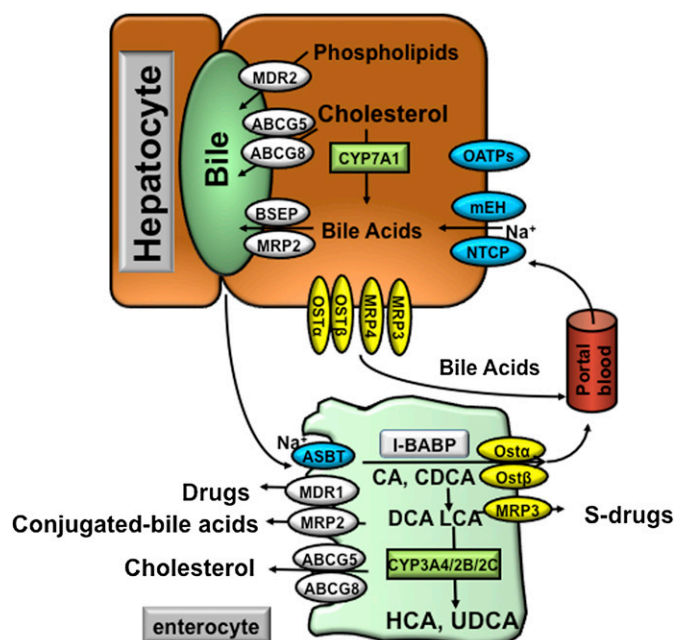 Hepatocyte
Bile
Phospholipids
MDR2
Cholesterol
ABCG5
ABCG8
CYP7A1
OATPs
mEH
Na⁺
NTCP
BSEP
MRP2
Bile Acids
OSTα
OSTβ
MRP4
MRP3
Bile Acids
Portal
blood
Na⁺
ASBT
I-BABP
Ostα
Ostβ
CA, CDCA
MDR1
Drugs
MRP2
Conjugated-bile acids
DCA LCA
MRP3
S-drugs
ABCG5
ABCG8
Cholesterol
CYP3A4/2B/2C
HCA, UDCA
enterocyte